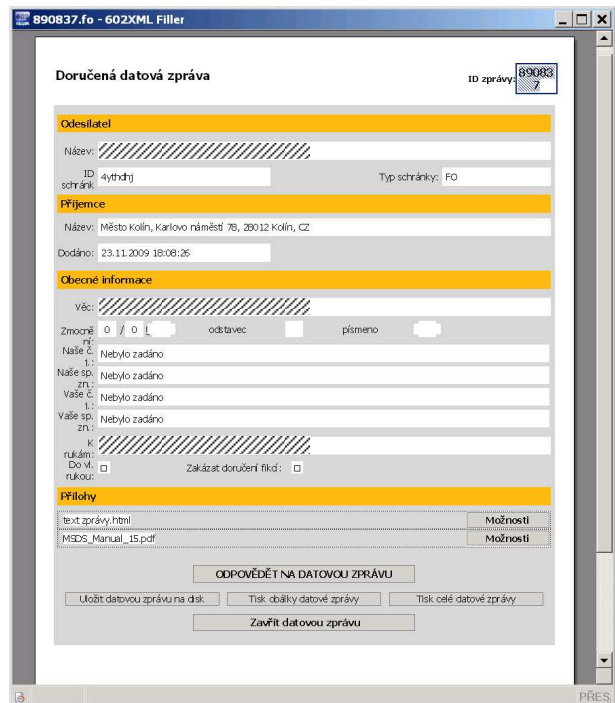 890837.fo - 602XML Filler
Doručená datová zpráva
ID zprávy: 89083
7
Odesílatel
Název:
ID schránk 4ythdhj Typ schránky: FO
Příjemce
Název: Město Kolín, Karlovo náměstí 78, 28012 Kolín, CZ
Dodáno: 23.11.2009 18:08:26
Obecné informace
Věc:
Zmocně ní: 0 / 0 odstavec písmeno
Naše č. j.: Nebylo zadáno
Naše sp. zn.: Nebylo zadáno
Vaše č. j.: Nebylo zadáno
Vaše sp. zn.: Nebylo zadáno
K rukám:
Do vl. rukou: Zakázat doručení fikcí:
Přílohy
text zprávy.html Možnosti
MSDS_Manual_15.pdf Možnosti
ODPOVĚDĚT NA DATOVOU ZPRÁVU
Uložit datovou zprávu na disk Tisk obálky datové zprávy Tisk celé datové zprávy
Zavřít datovou zprávu
PŘES.